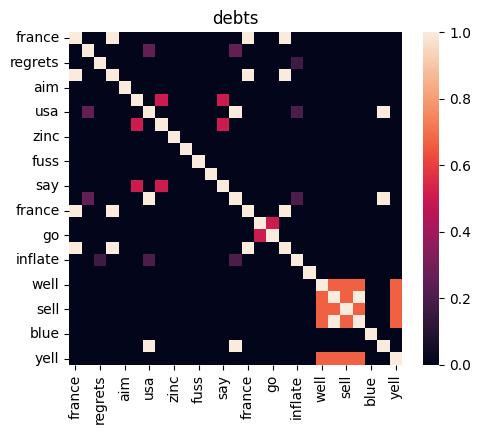 debts
france
regrets
aim
usa
zinc
fuss
say
france
go
inflate
well
sell
blue
yell
france
regrets
aim
usa
zinc
fuss
say
france
go
inflate
well
sell
blue
yell
1.0
0.8
0.6
0.4
0.2
0.0